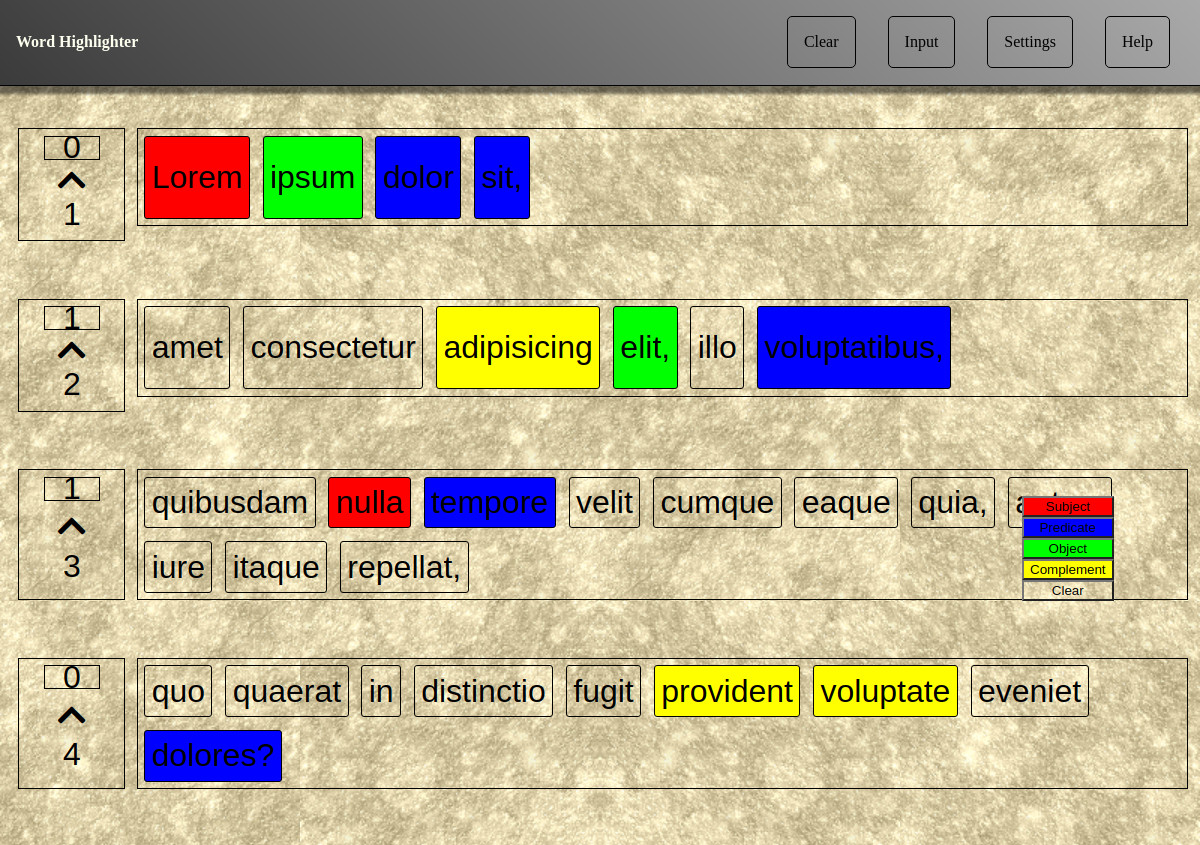 Word Highlighter Clear Input Settings Help
0
1
Lorem ipsum dolor sit,
1
2
amet consectetur adipisicing elit, illo voluptatibus,
1
3
quibusdam nulla tempore velit cumque eaque quia,
iure itaque repellat,
Subject
Predicate
Object
Complement
Clear
0
4
quo quaerat in distinctio fugit provident voluptate eveniet
dolores?